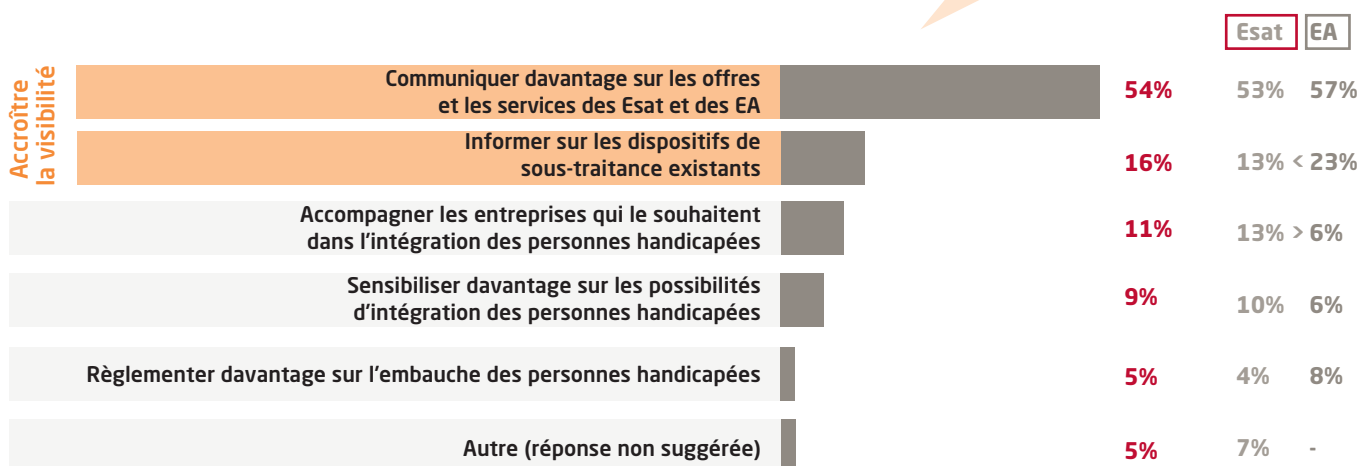 Esat EA
Accroître
la visibilité
Communiquer davantage sur les offres
et les services des Esat et des EA
54% 53% 57%
Informer sur les dispositifs de
sous-traitance existants
16% 13% < 23%
Accompagner les entreprises qui le souhaitent
dans l'intégration des personnes handicapées
11% 13% > 6%
Sensibiliser davantage sur les possibilités
d'intégration des personnes handicapées
9% 10% 6%
Règlementer davantage sur l'embauche des personnes handicapées
5% 4% 8%
Autre (réponse non suggérée)
5% 7% -